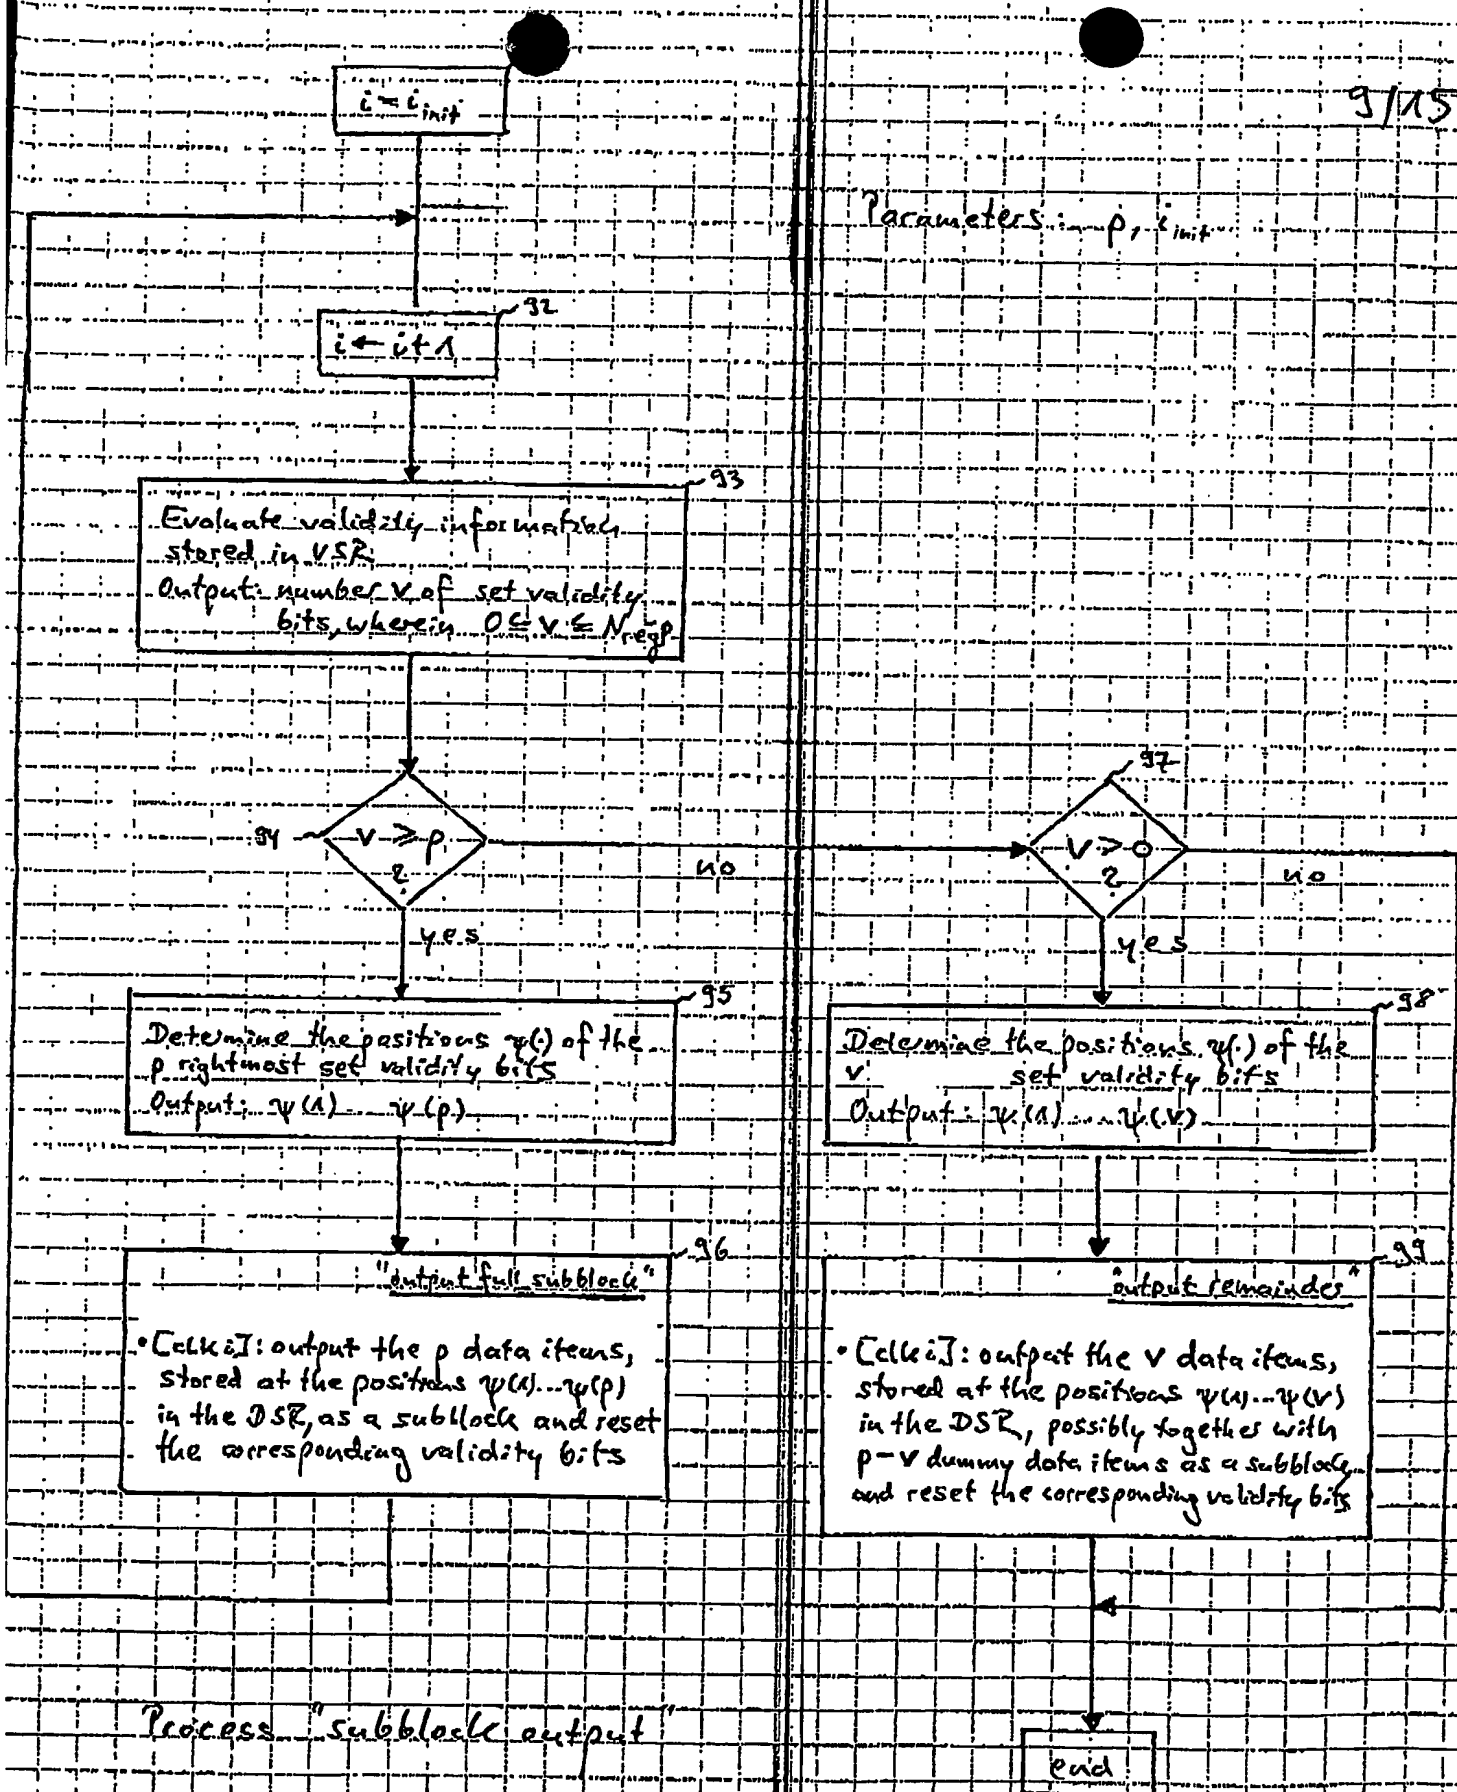 9/15
i = i_init
Parameters: p, i_init
92
i ← i+1
93
Evaluate validity information
stored in VSR
Output: number v of set validity
bits, wherein 0 ≤ v ≤ N_reg p
94
v ≥ p
?
no
yes
95
Determine the positions ψ(·) of the
p rightmost set validity bits
Output: ψ(1) ... ψ(p)
96
"output full subblock"
• [clk i]: output the p data items,
stored at the positions ψ(1)...ψ(p)
in the DSR, as a subblock and reset
the corresponding validity bits
97
v > 0
?
no
yes
98
Determine the positions ψ(·) of the
v set validity bits
Output: ψ(1) ... ψ(v)
99
"output remainder"
• [clk i]: output the v data items,
stored at the positions ψ(1)...ψ(v)
in the DSR, possibly together with
p-v dummy data items as a subblock
and reset the corresponding validity bits
end
Process "subblock output"